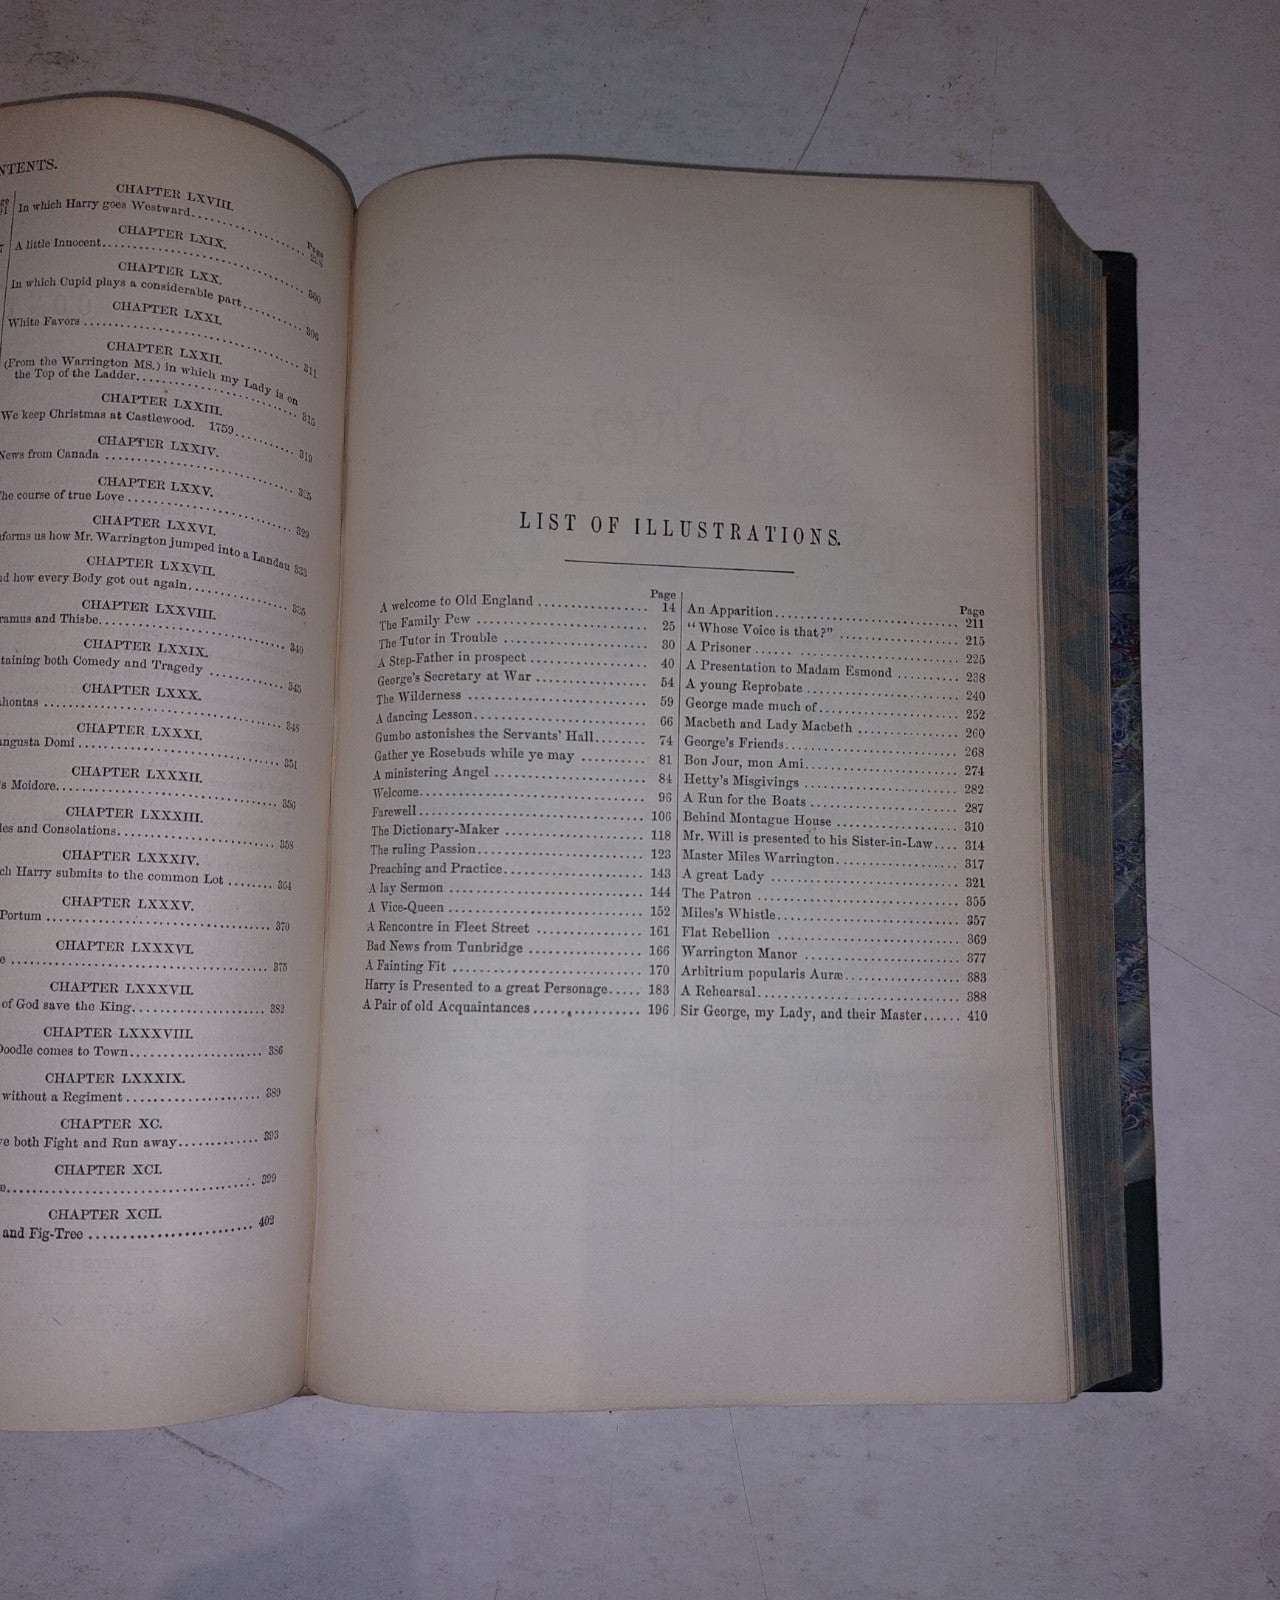 NTENTS.
CHAPTER LXVIII.
Page
In which Harry goes Westward
CHAPTER LXIX.
A little Innocent 300
CHAPTER LXX.
In which Cupid plays a considerable part 306
CHAPTER LXXI.
White Favors 311
CHAPTER LXXII.
(From the Warrington MS.) in which my Lady is on
the Top of the Ladder 315
CHAPTER LXXIII.
We keep Christmas at Castlewood. 1759 319
CHAPTER LXXIV.
News from Canada 325
CHAPTER LXXV.
The course of true Love 329
CHAPTER LXXVI.
forms us how Mr. Warrington jumped into a Landau 333
CHAPTER LXXVII.
nd how every Body got out again 335
CHAPTER LXXVIII.
ramus and Thisbe 340
CHAPTER LXXIX.
taining both Comedy and Tragedy 345
CHAPTER LXXX.
ahontas 348
CHAPTER LXXXI.
angusta Domi 351
CHAPTER LXXXII.
s Moidore 356
CHAPTER LXXXIII.
les and Consolations 358
CHAPTER LXXXIV.
ch Harry submits to the common Lot 364
CHAPTER LXXXV.
Portum 370
CHAPTER LXXXVI.
e 375
CHAPTER LXXXVII.
of God save the King 382
CHAPTER LXXXVIII.
Doodle comes to Town 386
CHAPTER LXXXIX.
without a Regiment 389
CHAPTER XC.
ve both Fight and Run away 393
CHAPTER XCI.
e 399
CHAPTER XCII.
and Fig-Tree 402
LIST OF ILLUSTRATIONS.
Page
A welcome to Old England 14
The Family Pew 25
The Tutor in Trouble 30
A Step-Father in prospect 40
George's Secretary at War 54
The Wilderness 59
A dancing Lesson 66
Gumbo astonishes the Servants' Hall 74
Gather ye Rosebuds while ye may 81
A ministering Angel 84
Welcome 96
Farewell 106
The Dictionary-Maker 118
The ruling Passion 123
Preaching and Practice 143
A lay Sermon 144
A Vice-Queen 152
A Rencontre in Fleet Street 161
Bad News from Tunbridge 166
A Fainting Fit 170
Harry is Presented to a great Personage 183
A Pair of old Acquaintances 196
Page
An Apparition 211
"Whose Voice is that?" 215
A Prisoner 225
A Presentation to Madam Esmond 238
A young Reprobate 240
George made much of 252
Macbeth and Lady Macbeth 260
George's Friends 268
Bon Jour, mon Ami 274
Hetty's Misgivings 282
A Run for the Boats 287
Behind Montague House 310
Mr. Will is presented to his Sister-in-Law 314
Master Miles Warrington 317
A great Lady 321
The Patron 355
Miles's Whistle 357
Flat Rebellion 369
Warrington Manor 377
Arbitrium popularis Auræ 383
A Rehearsal 388
Sir George, my Lady, and their Master 410